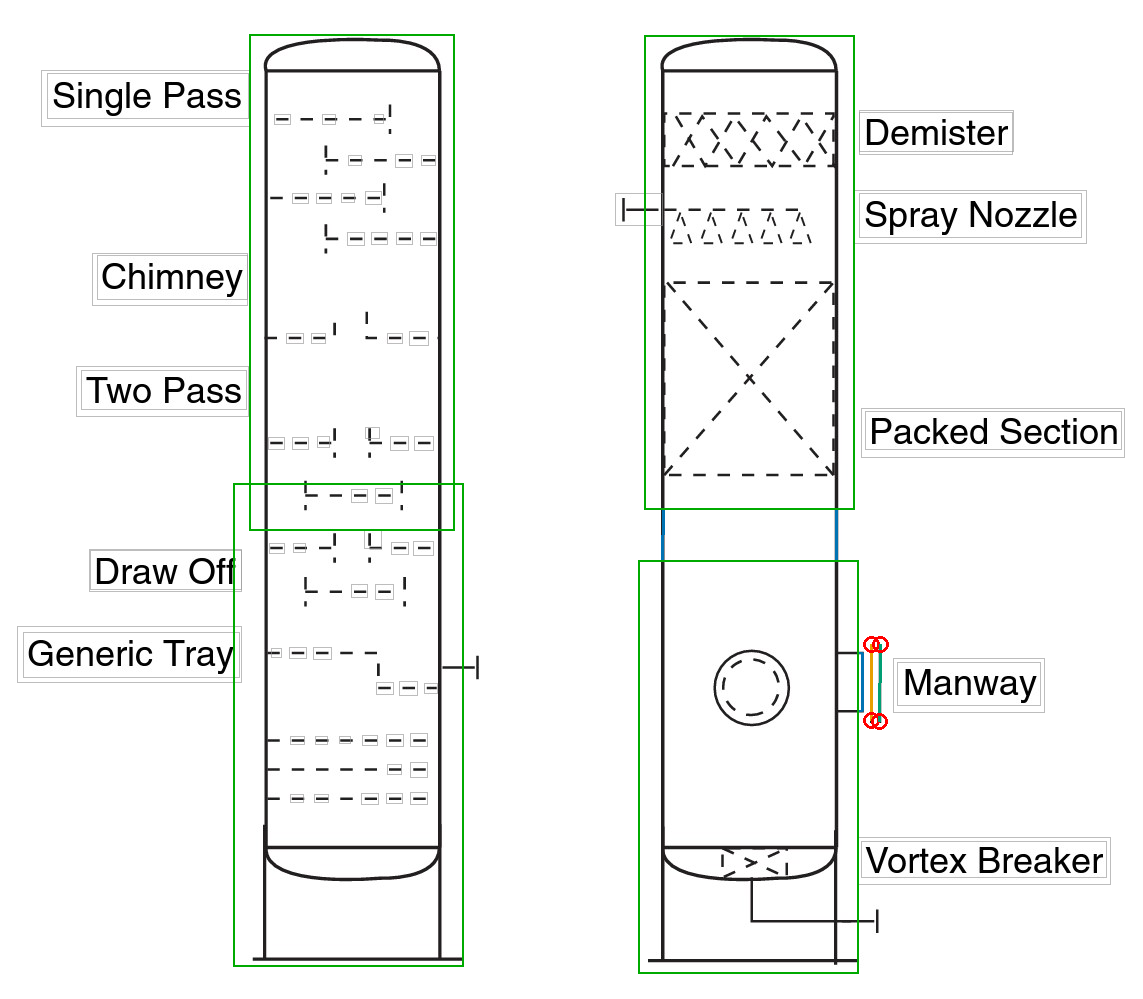 Single Pass
Chimney
Two Pass
Draw Off
Generic Tray
Demister
Spray Nozzle
Packed Section
Manway
Vortex Breaker